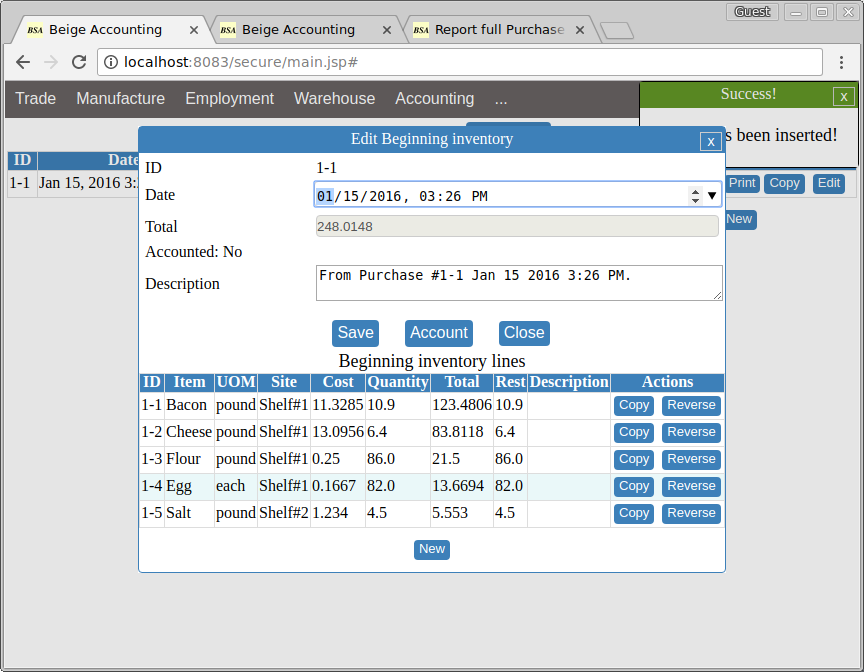 Guest
BSA Beige Accounting
BSA Beige Accounting
BSA Report full Purchase
localhost:8083/secure/main.jsp#
Trade Manufacture Employment Warehouse Accounting ...
Success!
x
s been inserted!
ID Date
1-1 Jan 15, 2016 3:
Print Copy Edit
New
Edit Beginning inventory
x
ID 1-1
Date 01/15/2016, 03:26 PM
Total 248.0148
Accounted: No
Description From Purchase #1-1 Jan 15 2016 3:26 PM.
Save Account Close
Beginning inventory lines
ID Item UOM Site Cost Quantity Total Rest Description Actions
1-1 Bacon pound Shelf#1 11.3285 10.9 123.4806 10.9 Copy Reverse
1-2 Cheese pound Shelf#1 13.0956 6.4 83.8118 6.4 Copy Reverse
1-3 Flour pound Shelf#1 0.25 86.0 21.5 86.0 Copy Reverse
1-4 Egg each Shelf#1 0.1667 82.0 13.6694 82.0 Copy Reverse
1-5 Salt pound Shelf#2 1.234 4.5 5.553 4.5 Copy Reverse
New